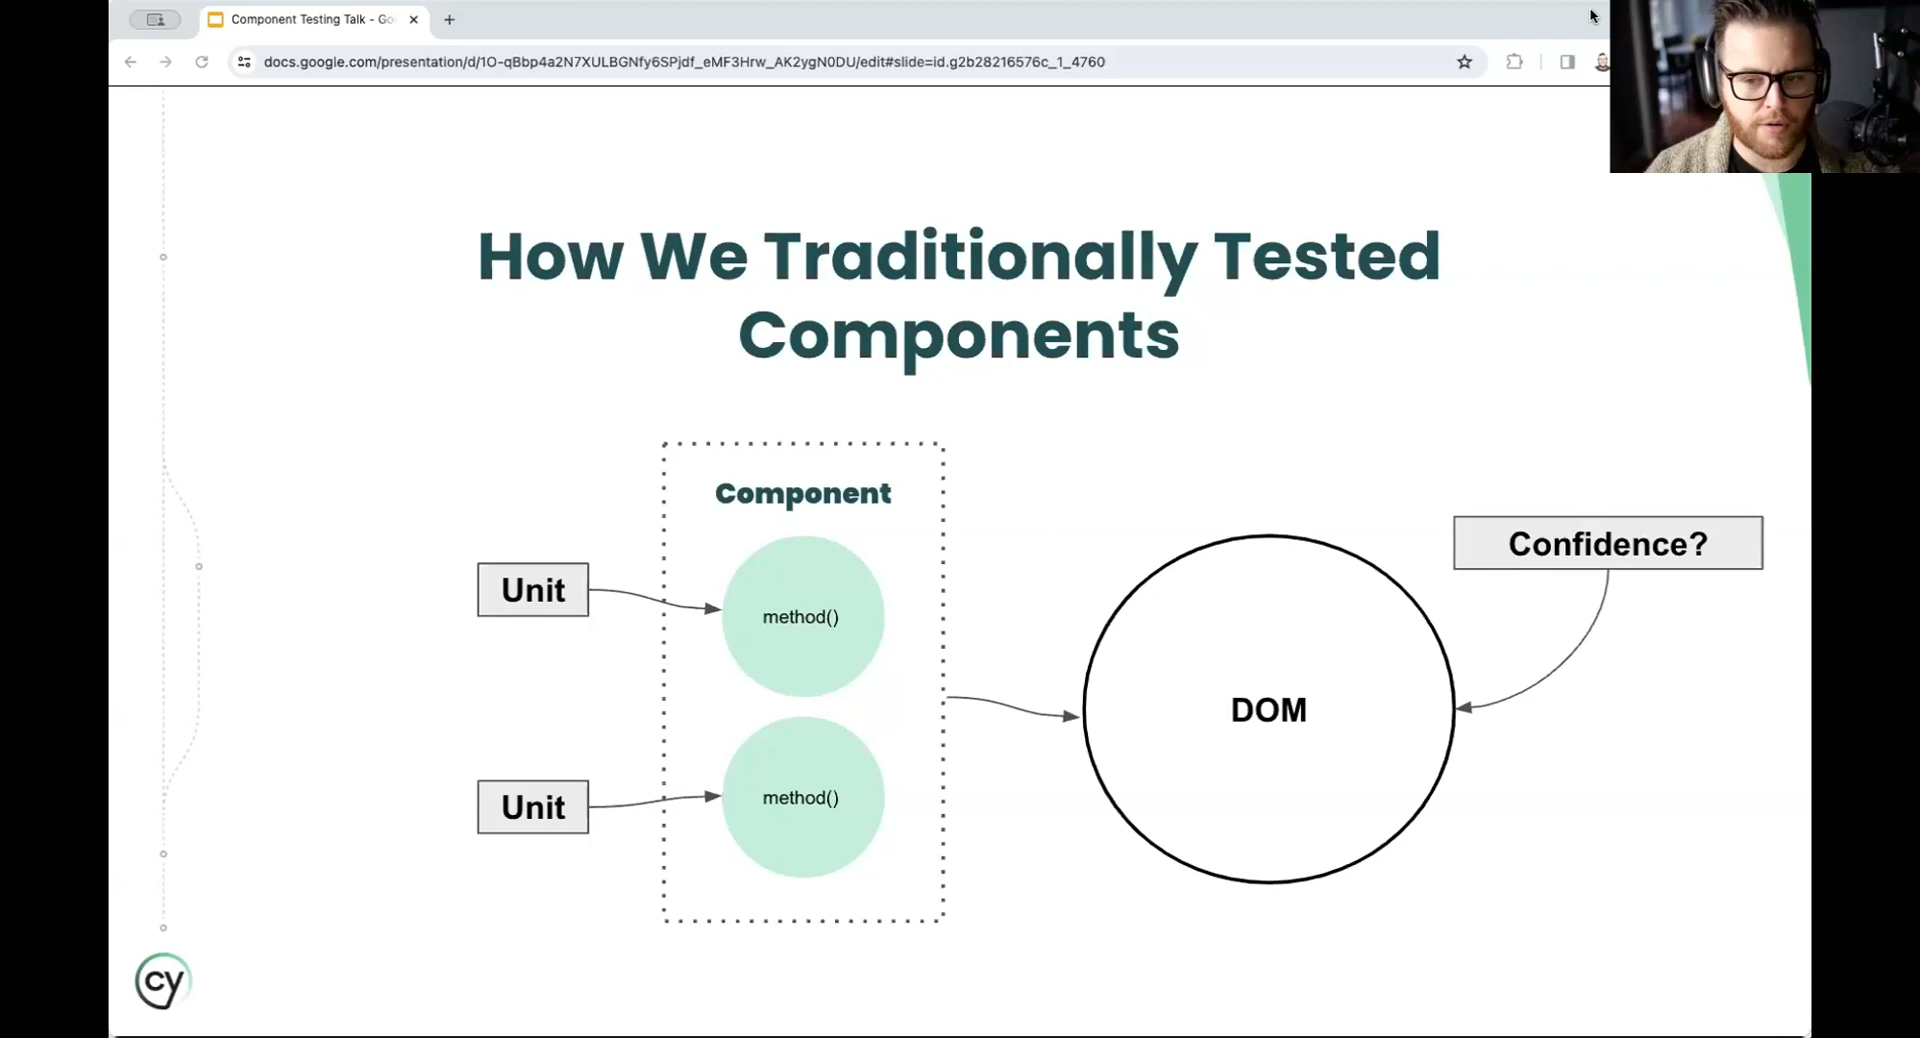 Component Testing Talk - Go
docs.google.com/presentation/d/1O-qBbp4a2N7XULBGNfy6SPjdf_eMF3Hrw_AK2ygN0DU/edit#slide=id.g2b28216576c_1_4760
How We Traditionally Tested
Components
Component
Confidence?
Unit
method()
DOM
Unit
method()
cy